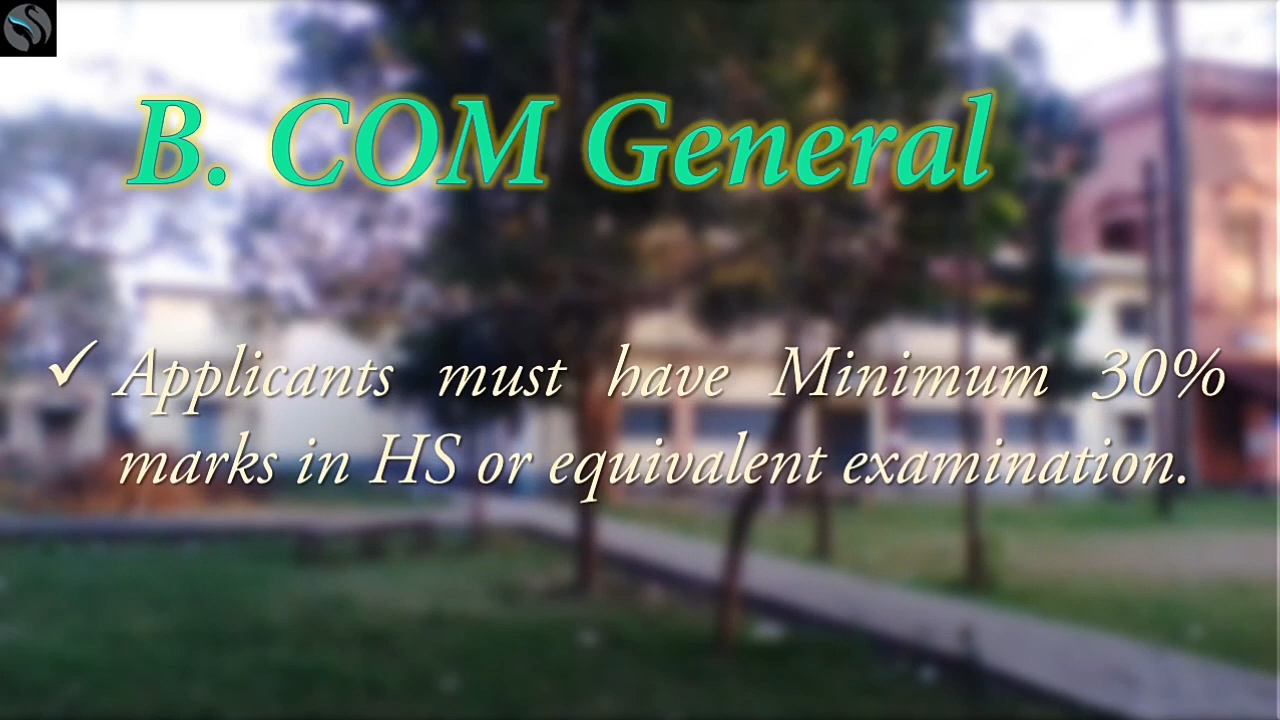 B. COM General
✓ Applicants must have Minimum 30%
marks in HS or equivalent examination.